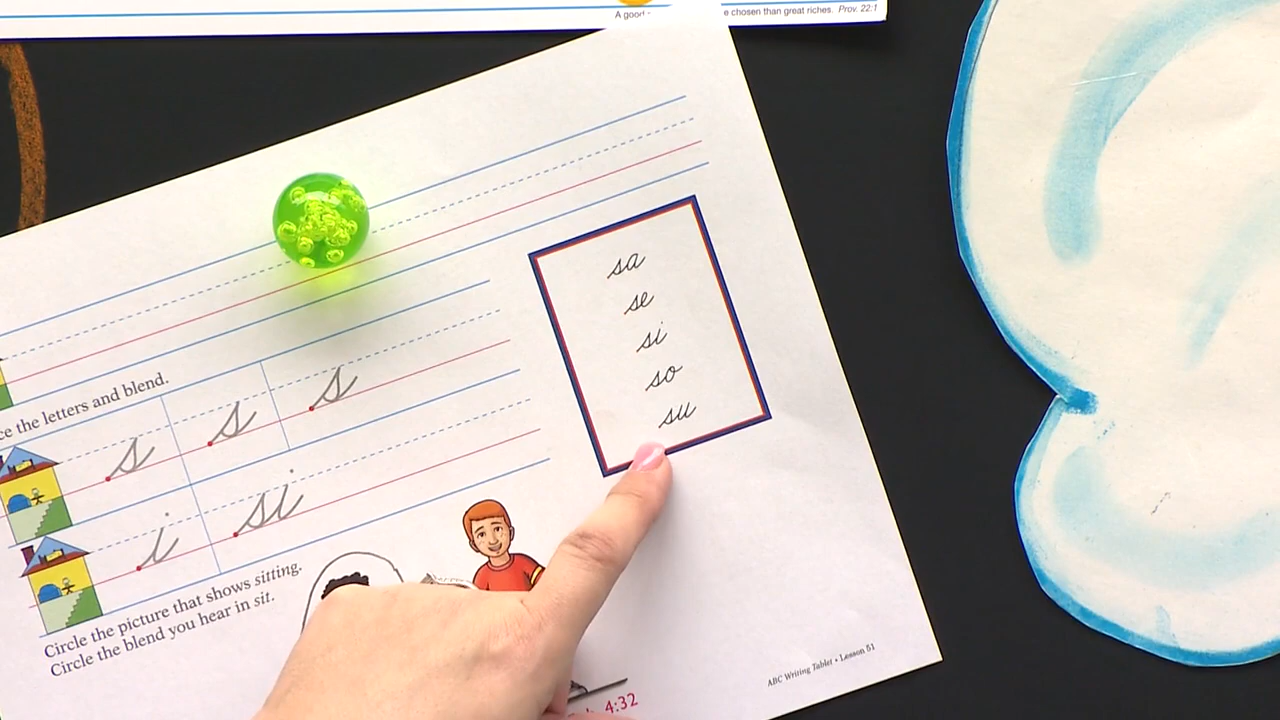 A good
e chosen than great riches. Prov. 22:1
sa
se
si
so
su
ce the letters and blend.
s s s
i si
Circle the picture that shows sitting.
Circle the blend you hear in sit.
ABC Writing Tablet • Lesson 51
4:32